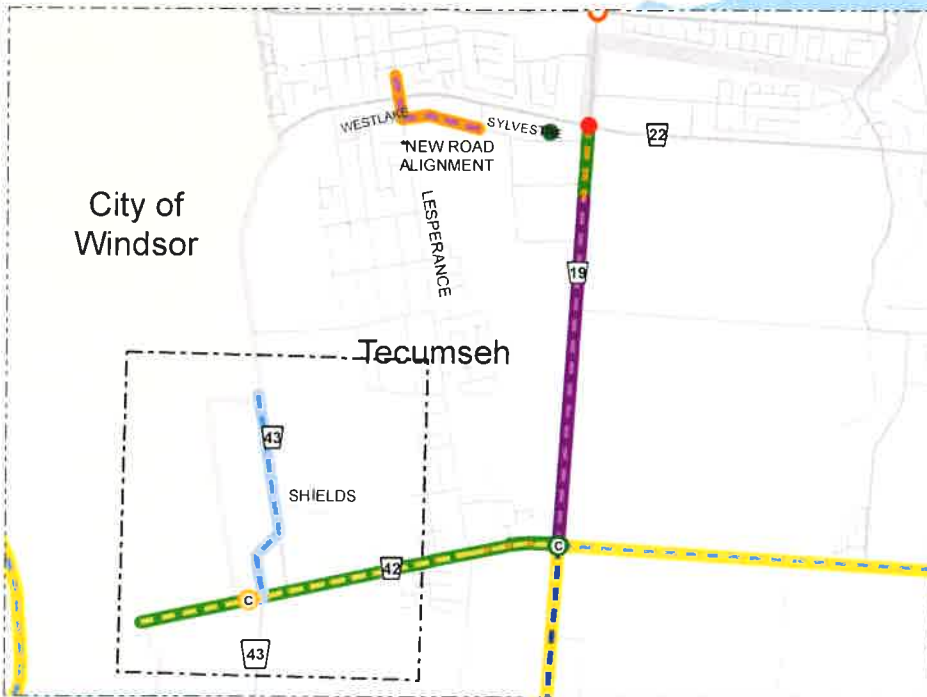 WESTLAKE
SYLVESTRE
22
*NEW ROAD
ALIGNMENT
City of
Windsor
LESPERANCE
19
Tecumseh
43
SHIELDS
C
42
C
43